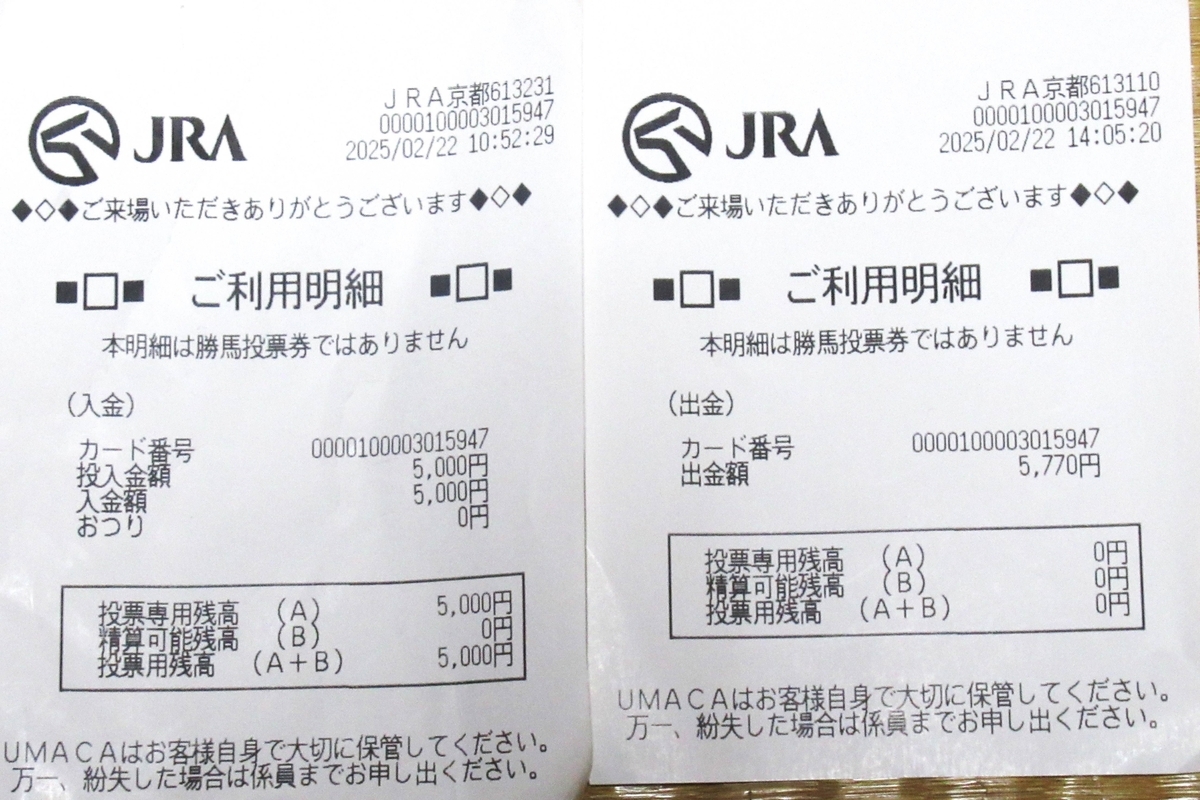 JRA
JRA京都613231
0000100003015947
2025/02/22 10:52:29
◆◇◆ご来場いただきありがとうございます◆◇◆
■□■ ご利用明細 ■□■
本明細は勝馬投票券ではありません
(入金)
カード番号 0000100003015947
投入金額 5,000円
入金額 5,000円
おつり 0円
投票専用残高 (A) 5,000円
精算可能残高 (B) 0円
投票用残高 (A+B) 5,000円
UMACAはお客様自身で大切に保管してください。
万一、紛失した場合は係員までお申し出ください。
JRA
JRA京都613110
0000100003015947
2025/02/22 14:05:20
◆◇◆ご来場いただきありがとうございます◆◇◆
■□■ ご利用明細 ■□■
本明細は勝馬投票券ではありません
(出金)
カード番号 0000100003015947
出金額 5,770円
投票専用残高 (A) 0円
精算可能残高 (B) 0円
投票用残高 (A+B) 0円
UMACAはお客様自身で大切に保管してください。
万一、紛失した場合は係員までお申し出ください。